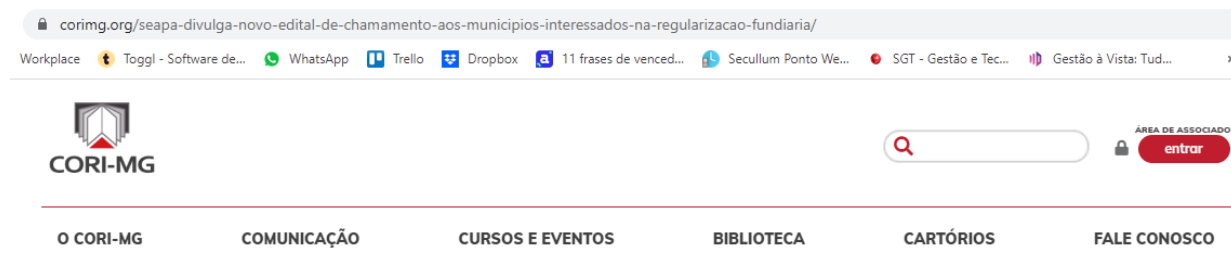 corimg.org/seapa-divulga-novo-edital-de-chamamento-aos-municipios-interessados-na-regularizacao-fundiaria/
Workplace Toggl - Software de... WhatsApp Trello Dropbox 11 frases de venced... Secullum Ponto We... SGT - Gestão e Tec... Gestão à Vista: Tud...
CORI-MG
ÁREA DE ASSOCIADO
entrar
O CORI-MG COMUNICAÇÃO CURSOS E EVENTOS BIBLIOTECA CARTÓRIOS FALE CONOSCO